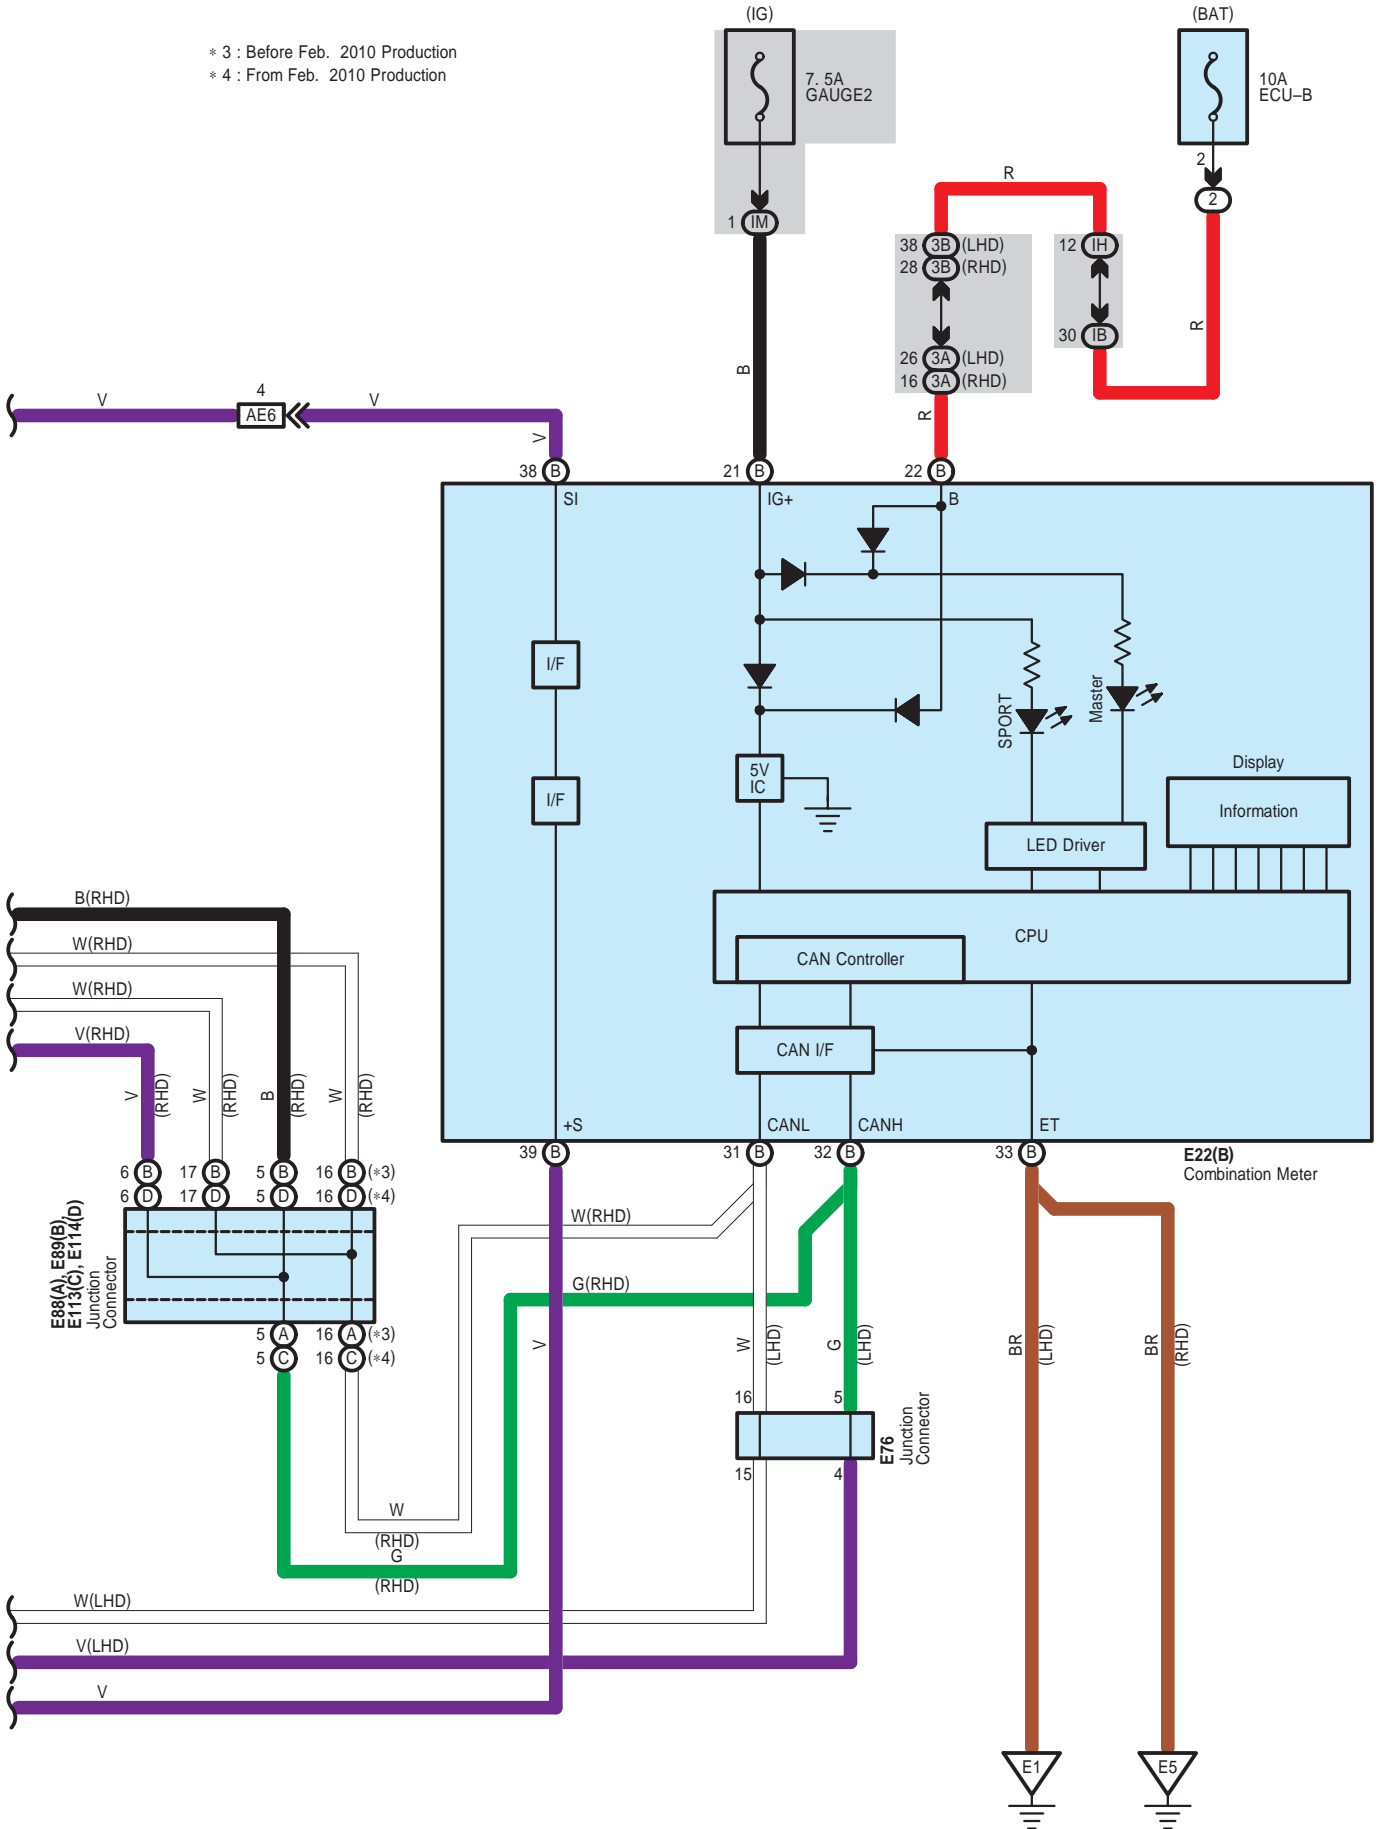 (IG)
(BAT)
* 3 : Before Feb. 2010 Production
* 4 : From Feb. 2010 Production
7. 5A
GAUGE2
10A
ECU–B
2
2
1 IM
R
38 3B (LHD)
28 3B (RHD)
12 IH
30 IB
26 3A (LHD)
16 3A (RHD)
R
B
R
V
4
AE6
V
V
38 B
21 B
22 B
SI
IG+
B
I/F
I/F
5V
IC
SPORT
Master
Display
Information
LED Driver
CPU
CAN Controller
CAN I/F
B(RHD)
W(RHD)
W(RHD)
V(RHD)
V
(RHD)
W
(RHD)
B
(RHD)
W
(RHD)
+S
CANL
CANH
ET
39 B
31 B
32 B
33 B
E22(B)
Combination Meter
6 B
17 B
5 B
16 B (*3)
6 D
17 D
5 D
16 D (*4)
E88(A), E89(B),
E113(C), E114(D)
Junction
Connector
5 A
16 A (*3)
5 C
16 C (*4)
W(RHD)
G(RHD)
V
W
(LHD)
G
(LHD)
BR
(LHD)
BR
(RHD)
16
5
E76
Junction
Connector
15
4
W
(RHD)
G
(RHD)
W(LHD)
V(LHD)
V
E1
E5